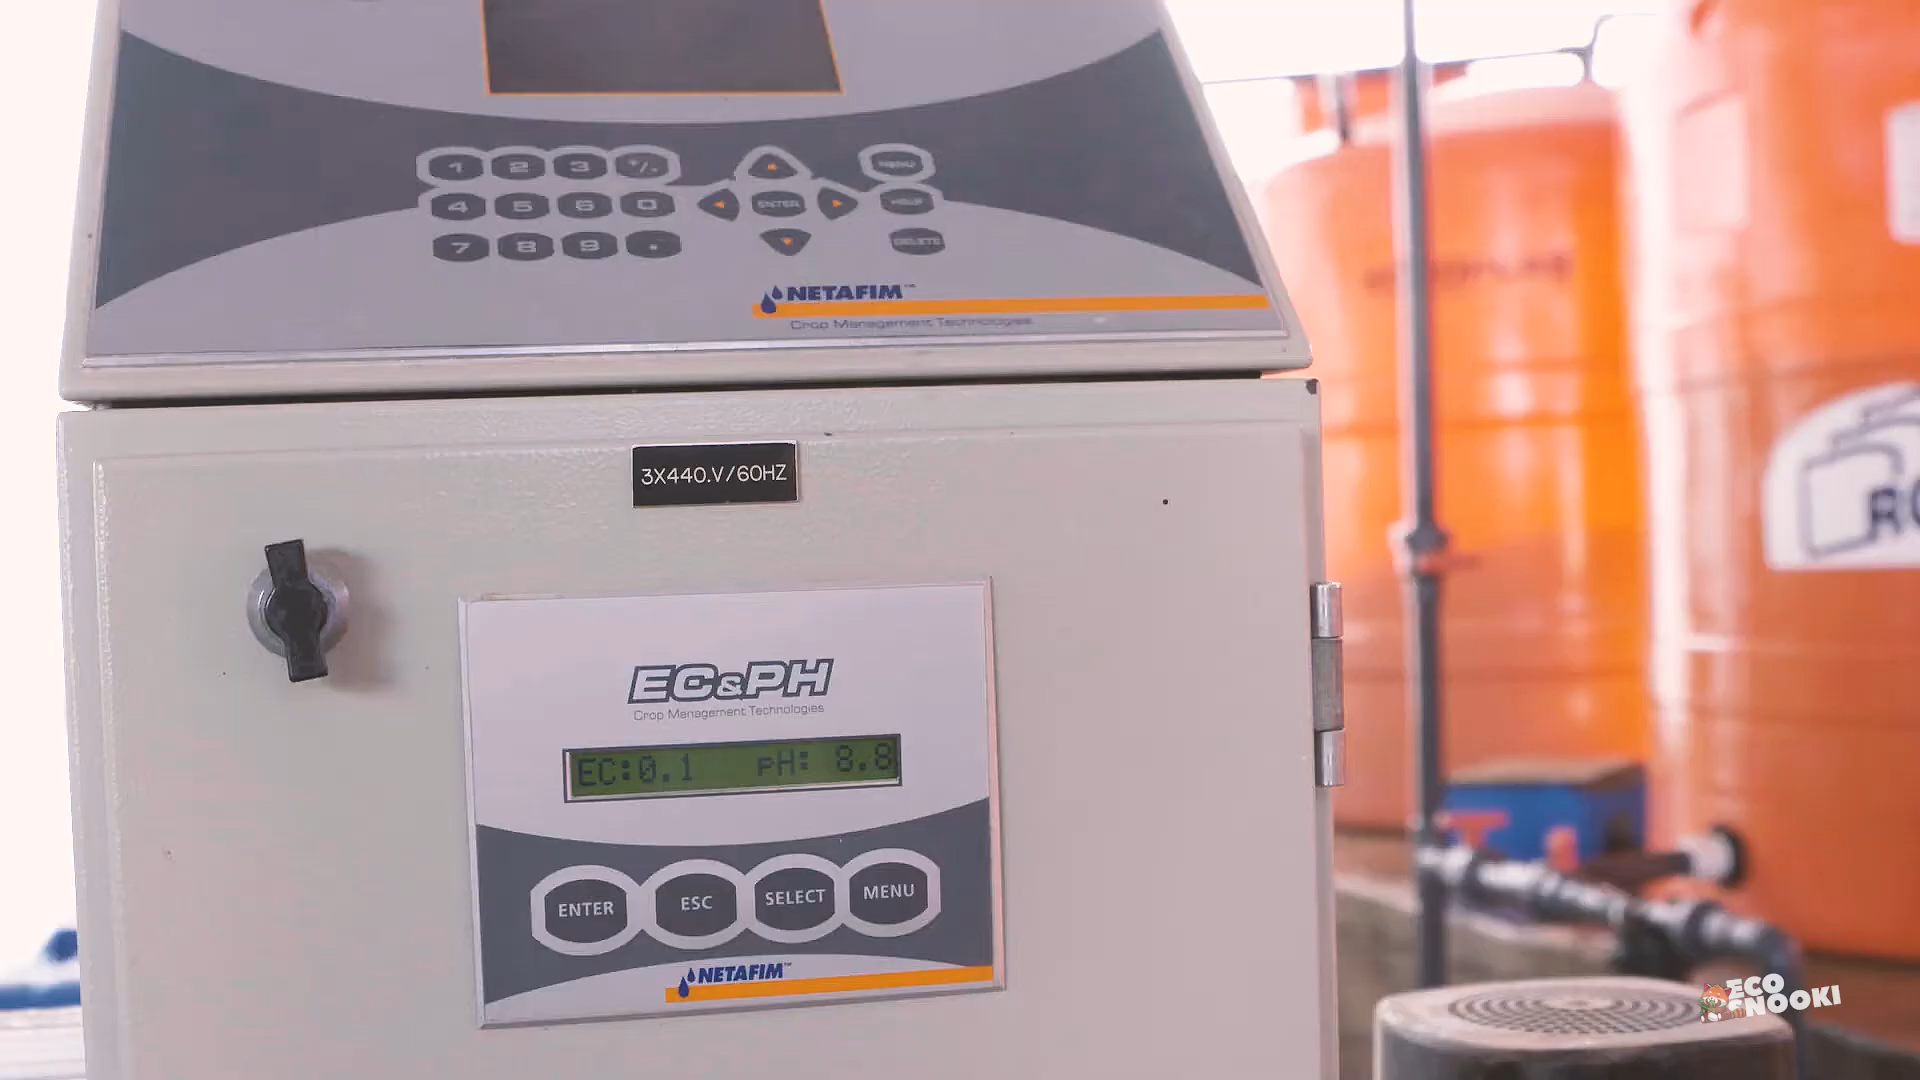 1 2 3 +/-
MENU
4 5 6 0
ENTER
HELP
7 8 9 .
DELETE
NETAFIM™
Crop Management Technologies
3X440.V/60HZ
EC&PH
Crop Management Technologies
EC:0.1 pH: 8.8
ENTER ESC SELECT MENU
NETAFIM™
ECO
SNOOKI